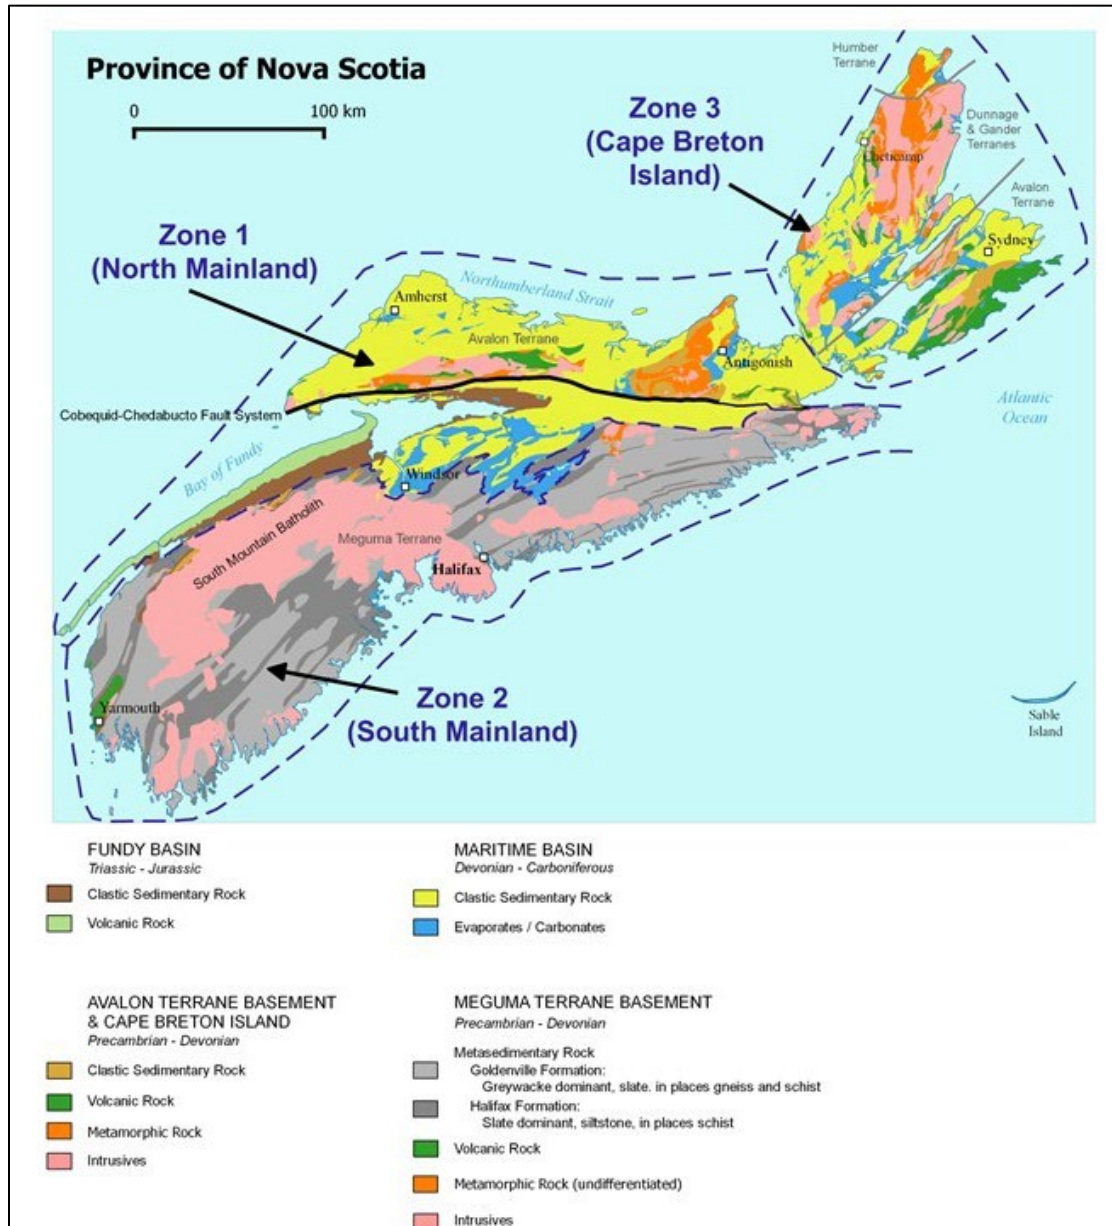 Province of Nova Scotia
0
100 km
Humber
Terrane
Zone 3
(Cape Breton
Island)
Dunnage
& Gander
Terranes
Cheticamp
Avalon
Terrane
Sydney
Zone 1
(North Mainland)
Northumberland Strait
Amherst
Avalon Terrane
Antigonish
Cobequid-Chedabucto Fault System
Atlantic
Ocean
Bay of Fundy
Windsor
South Mountain Batholith
Meguma Terrane
Halifax
Zone 2
(South Mainland)
Yarmouth
Sable
Island
FUNDY BASIN
Triassic - Jurassic
Clastic Sedimentary Rock
Volcanic Rock
MARITIME BASIN
Devonian - Carboniferous
Clastic Sedimentary Rock
Evaporates / Carbonates
AVALON TERRANE BASEMENT
& CAPE BRETON ISLAND
Precambrian - Devonian
Clastic Sedimentary Rock
Volcanic Rock
Metamorphic Rock
Intrusives
MEGUMA TERRANE BASEMENT
Precambrian - Devonian
Metasedimentary Rock
Goldenville Formation:
Greywacke dominant, slate. in places gneiss and schist
Halifax Formation:
Slate dominant, siltstone, in places schist
Volcanic Rock
Metamorphic Rock (undifferentiated)
Intrusives